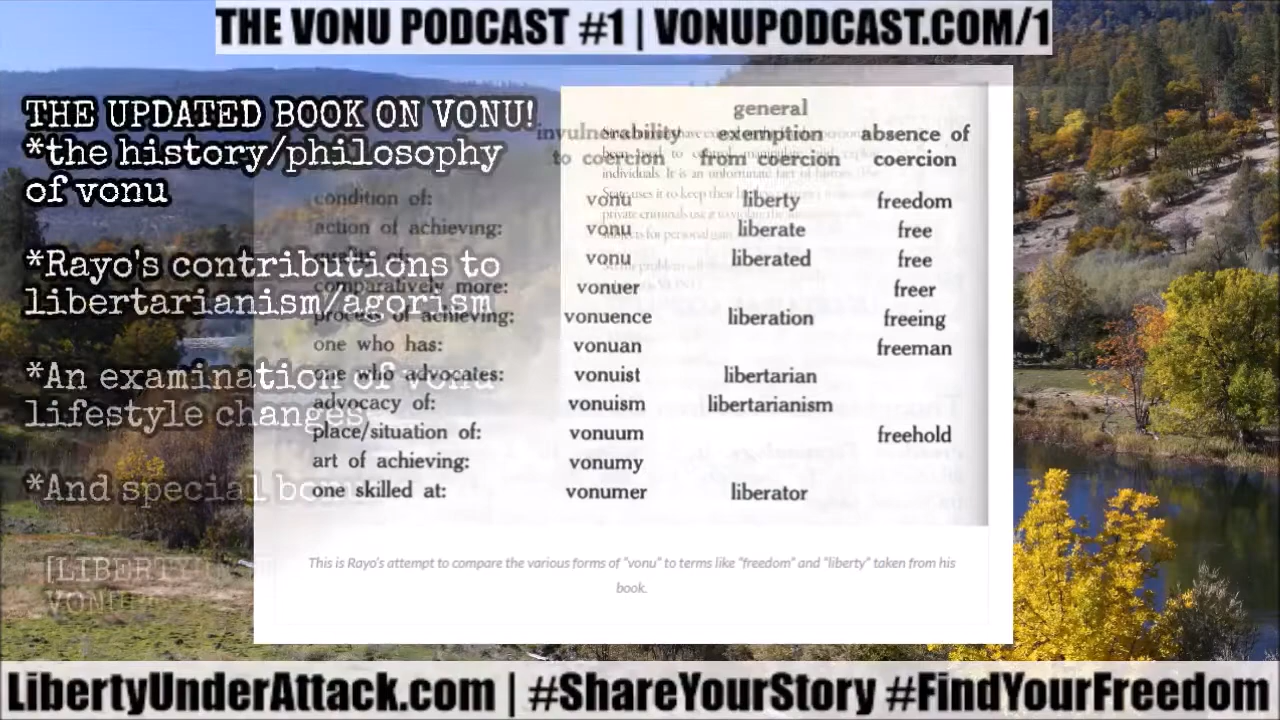 THE VONU PODCAST #1 | VONUPODCAST.COM/1
THE UPDATED BOOK ON VONU!
*the history/philosophy
of vonu
*Rayo's contributions to
libertarianism/agorism
*An examination of vonu
lifestyle changes
*And special
[LIBERTY
general
invulnerability exemption absence of
to coercion from coercion coercion
condition of: vonu liberty freedom
action of achieving: vonu liberate free
vonu liberated free
comparatively more: vonuer freer
process of achieving: vonuence liberation freeing
one who has: vonuan freeman
one who advocates: vonuist libertarian
advocacy of: vonuism libertarianism
place/situation of: vonuum freehold
art of achieving: vonumy
one skilled at: vonumer liberator
This is Rayo's attempt to compare the various forms of "vonu" to terms like "freedom" and "liberty" taken from his
book.
LibertyUnderAttack.com | #ShareYourStory #FindYourFreedom